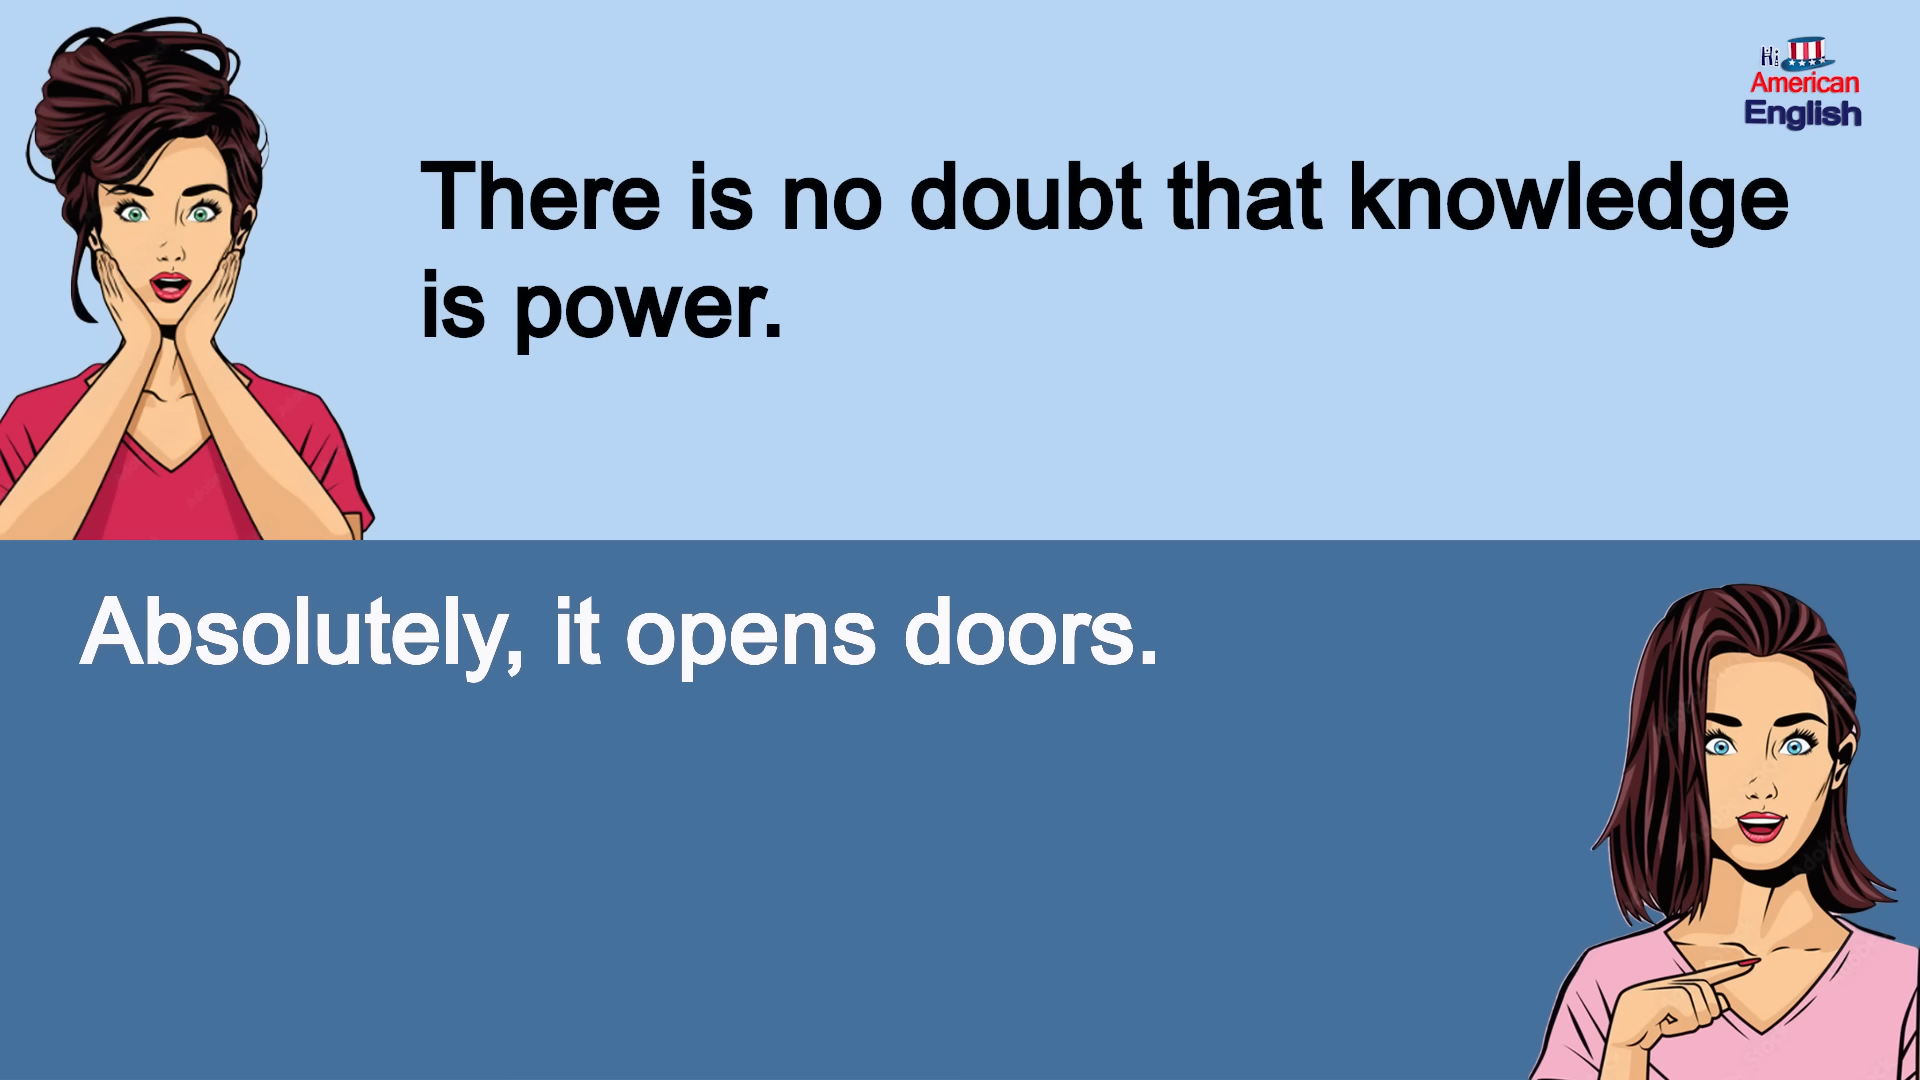 Hi
American
English
There is no doubt that knowledge
is power.
Absolutely, it opens doors.